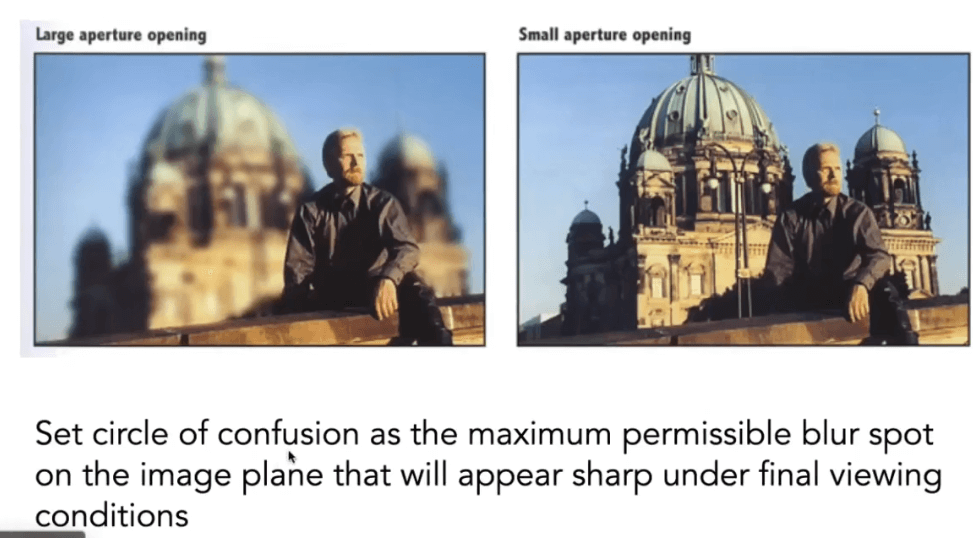 Large aperture opening
Small aperture opening
Set circle of confusion as the maximum permissible blur spot
on the image plane that will appear sharp under final viewing
conditions